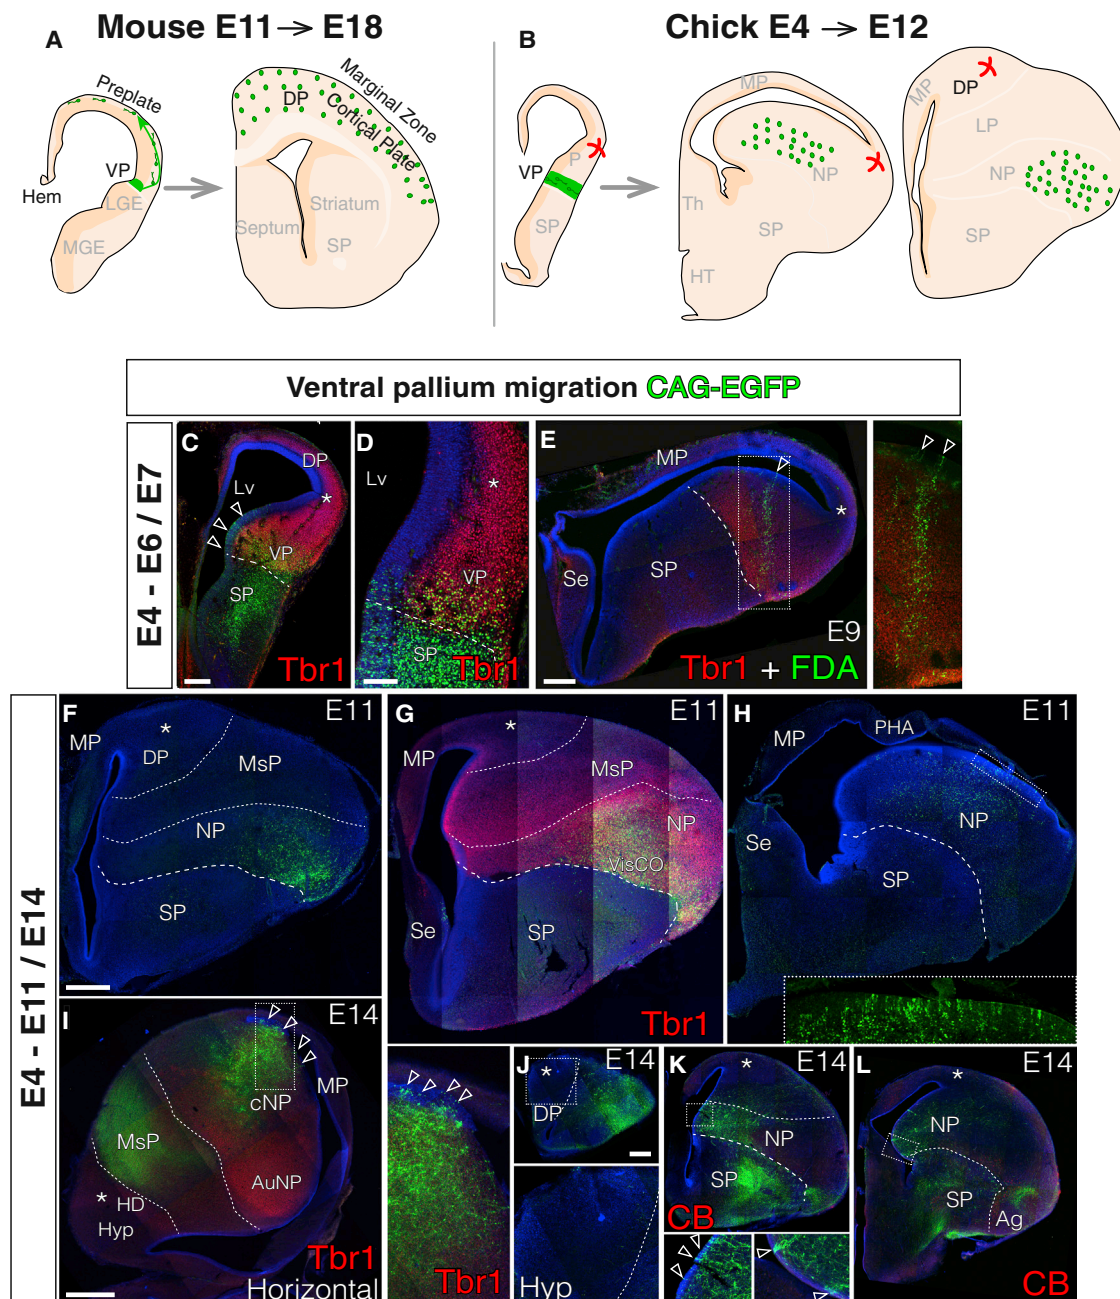 A Mouse E11 → E18
Preplate
VP
Hem
LGE
MGE
DP
Marginal Zone
Cortical Plate
Striatum
Septum
SP
B Chick E4 → E12
P
VP
SP
MP
NP
Th
SP
HT
MP
DP
LP
NP
SP
Ventral pallium migration CAG-EGFP
E4 - E6 / E7
C
DP
*
Lv
VP
SP
Tbr1
D
Lv
*
VP
SP
Tbr1
E
MP
*
SP
Se
E9
Tbr1 + FDA
E4 - E11 / E14
F E11
*
MP
DP
MsP
NP
SP
G E11
*
MP
MsP
NP
VisCO
Se
SP
Tbr1
H E11
PHA
MP
NP
Se
SP
I E14
MP
cNP
MsP
AuNP
*
HD
Hyp
Tbr1
Horizontal
Tbr1
J E14
*
DP
Hyp
K E14
*
NP
SP
CB
L E14
*
NP
SP
Ag
CB